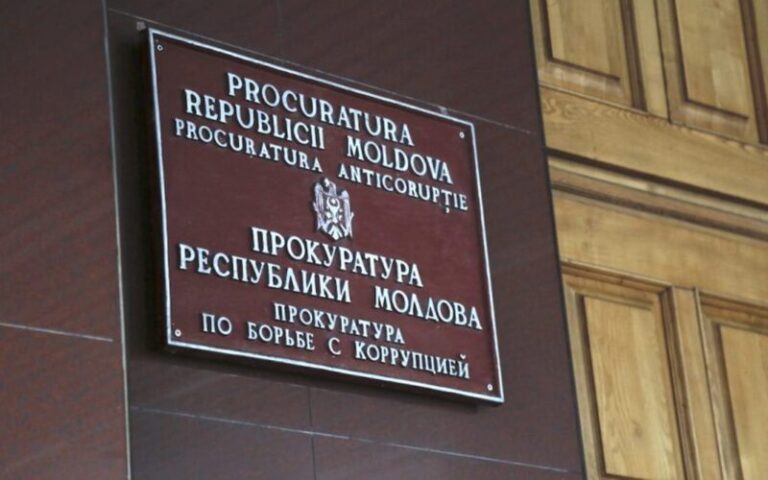 PROCURATURA
REPUBLICII MOLDOVA
PROCURATURA ANTICORUPȚIE
ПРОКУРАТУРА
РЕСПУБЛИКИ МОЛДОВА
ПРОКУРАТУРА
ПО БОРЬБЕ С КОРРУПЦИЕЙ